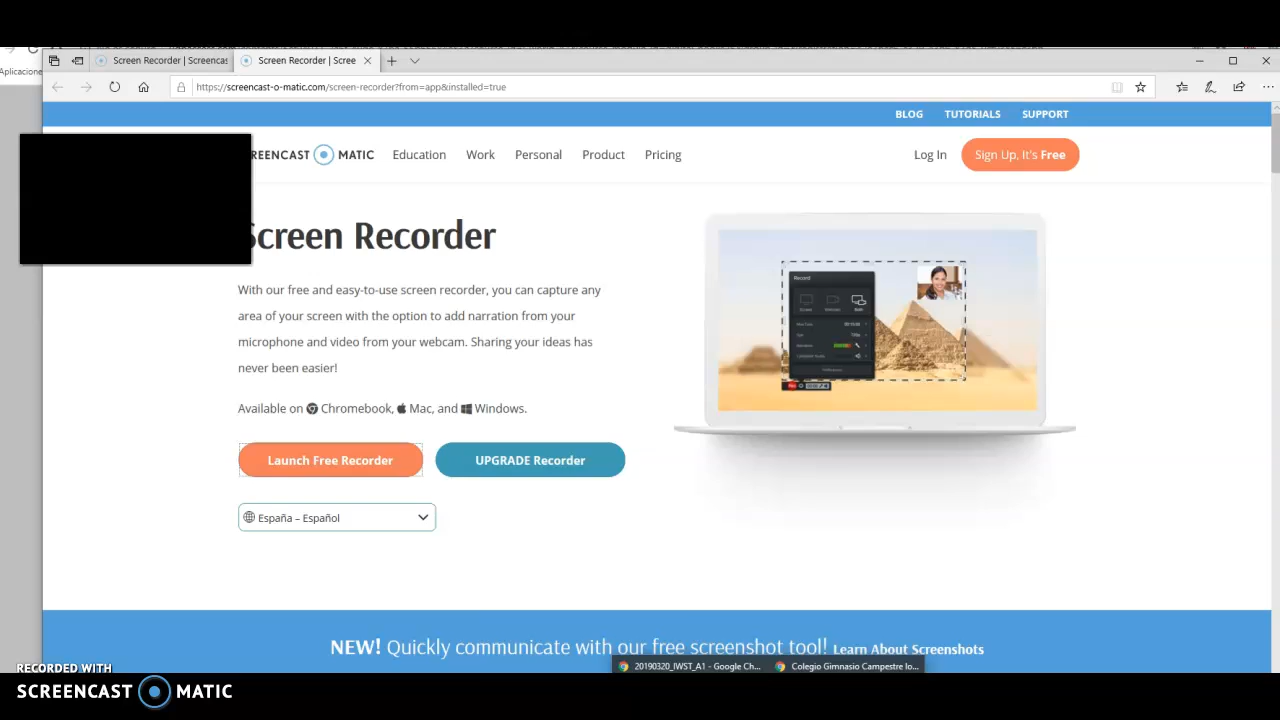 Aplicacione
Screen Recorder | Screencas
Screen Recorder | Scree
https://screencast-o-matic.com/screen-recorder?from=app&installed=true
BLOG TUTORIALS SUPPORT
REENCAST MATIC Education Work Personal Product Pricing Log In Sign Up, It's Free
Screen Recorder
With our free and easy-to-use screen recorder, you can capture any
area of your screen with the option to add narration from your
microphone and video from your webcam. Sharing your ideas has
never been easier!
Available on Chromebook, Mac, and Windows.
Launch Free Recorder UPGRADE Recorder
España – Español
Record
NEW! Quickly communicate with our free screenshot tool! Learn About Screenshots
20190320_IWST_A1 - Google Ch... Colegio Gimnasio Campestre lo...
RECORDED WITH
SCREENCAST MATIC